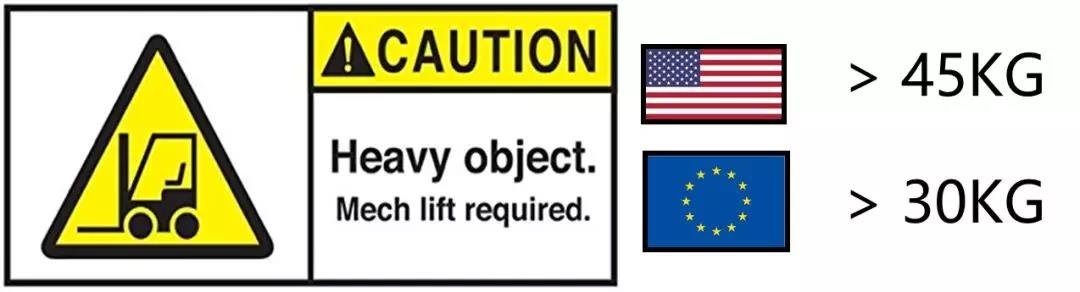 CAUTION
Heavy object.
Mech lift required.
> 45KG
> 30KG